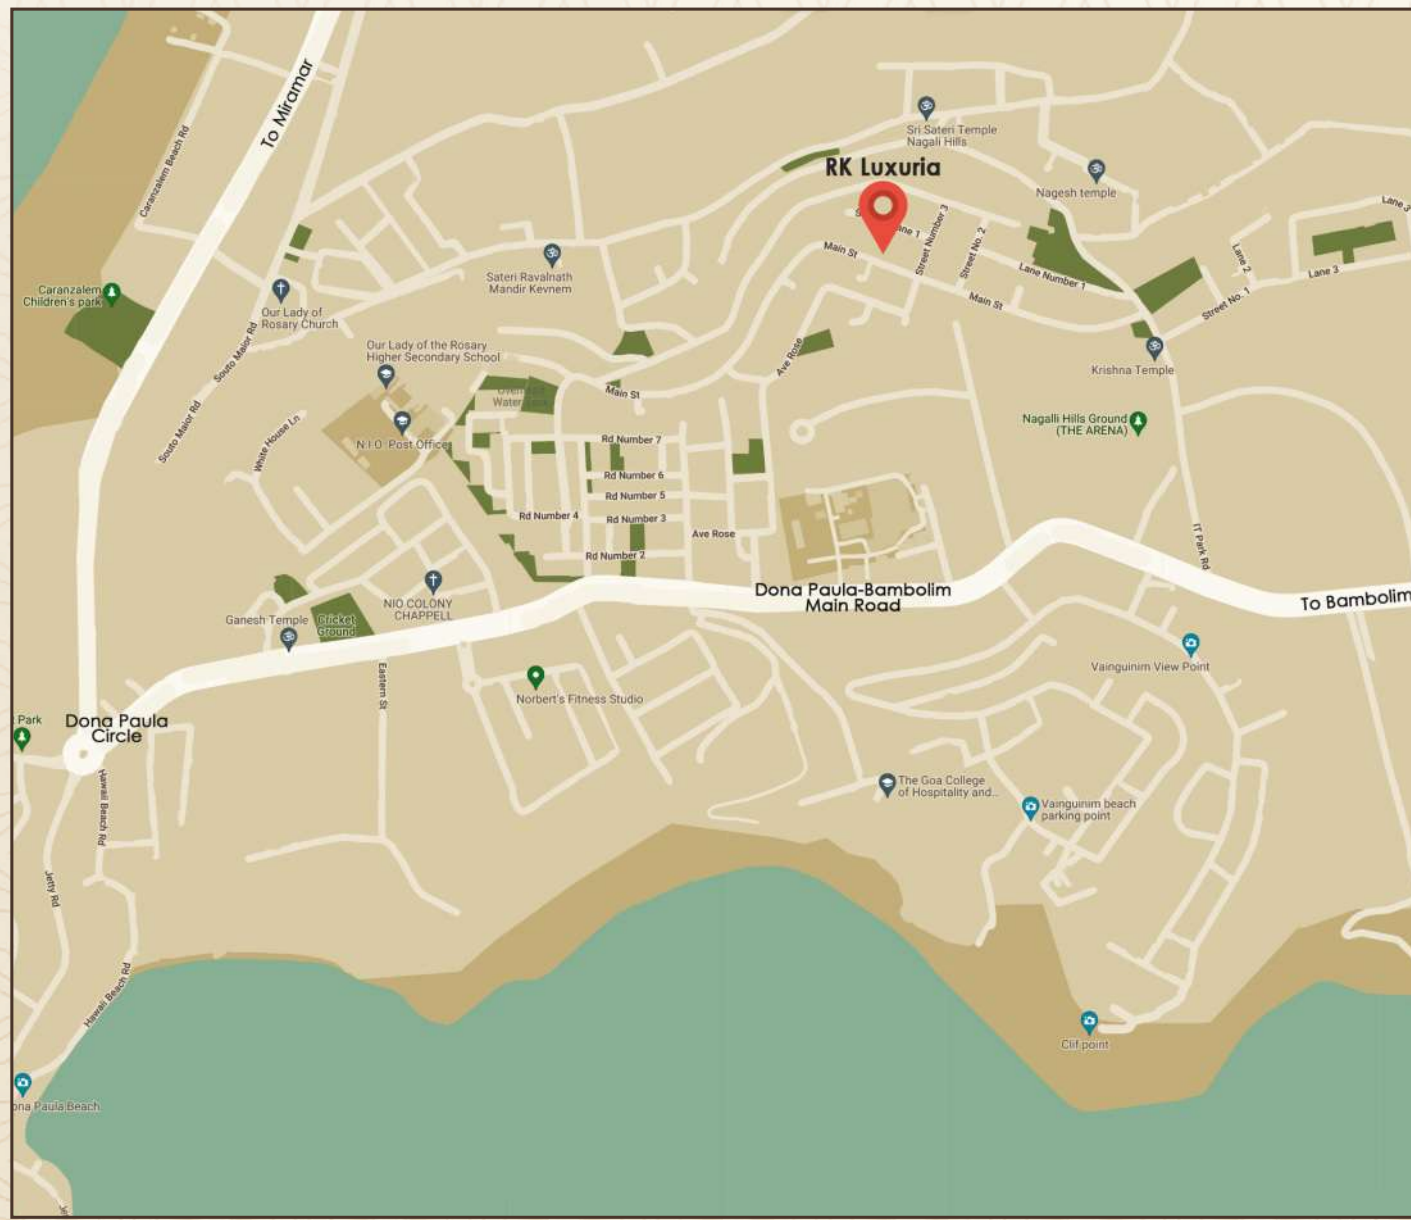 To Miramar
Caranzalem Beach Rd
Sri Sateri Temple
Nagali Hills
RK Luxuria
Nagesh temple
Lane 3
Lane 2
Lane 3
Street No. 1
ane 1
Street Number 3
Street No. 2
Main St
Lane Number 1
Main St
Sateri Ravalnath
Mandir Kevnem
Caranzalem
Children's park
Our Lady of
Rosary Church
Souto Maior Rd
Our Lady of the Rosary
Higher Secondary School
Ave Rose
Krishna Temple
Main St
Water
Souto Maior Rd
White House Ln
N.I.O. Post Office
Nagalli Hills Ground
(THE ARENA)
Rd Number 7
Rd Number 6
Rd Number 5
Rd Number 4
Rd Number 3
Ave Rose
Rd Number 2
IT Park Rd
Dona Paula-Bambolim
Main Road
To Bambolim
NIO COLONY
CHAPPELL
Ganesh Temple
Cricket
Ground
Eastern St
Norbert's Fitness Studio
Vainguinim View Point
Park
Dona Paula
Circle
Hawaii Beach Rd
The Goa College
of Hospitality and...
Vainguinim beach
parking point
Jetty Rd
Hawaii Beach Rd
Clif point
ona Paula Beach
Je